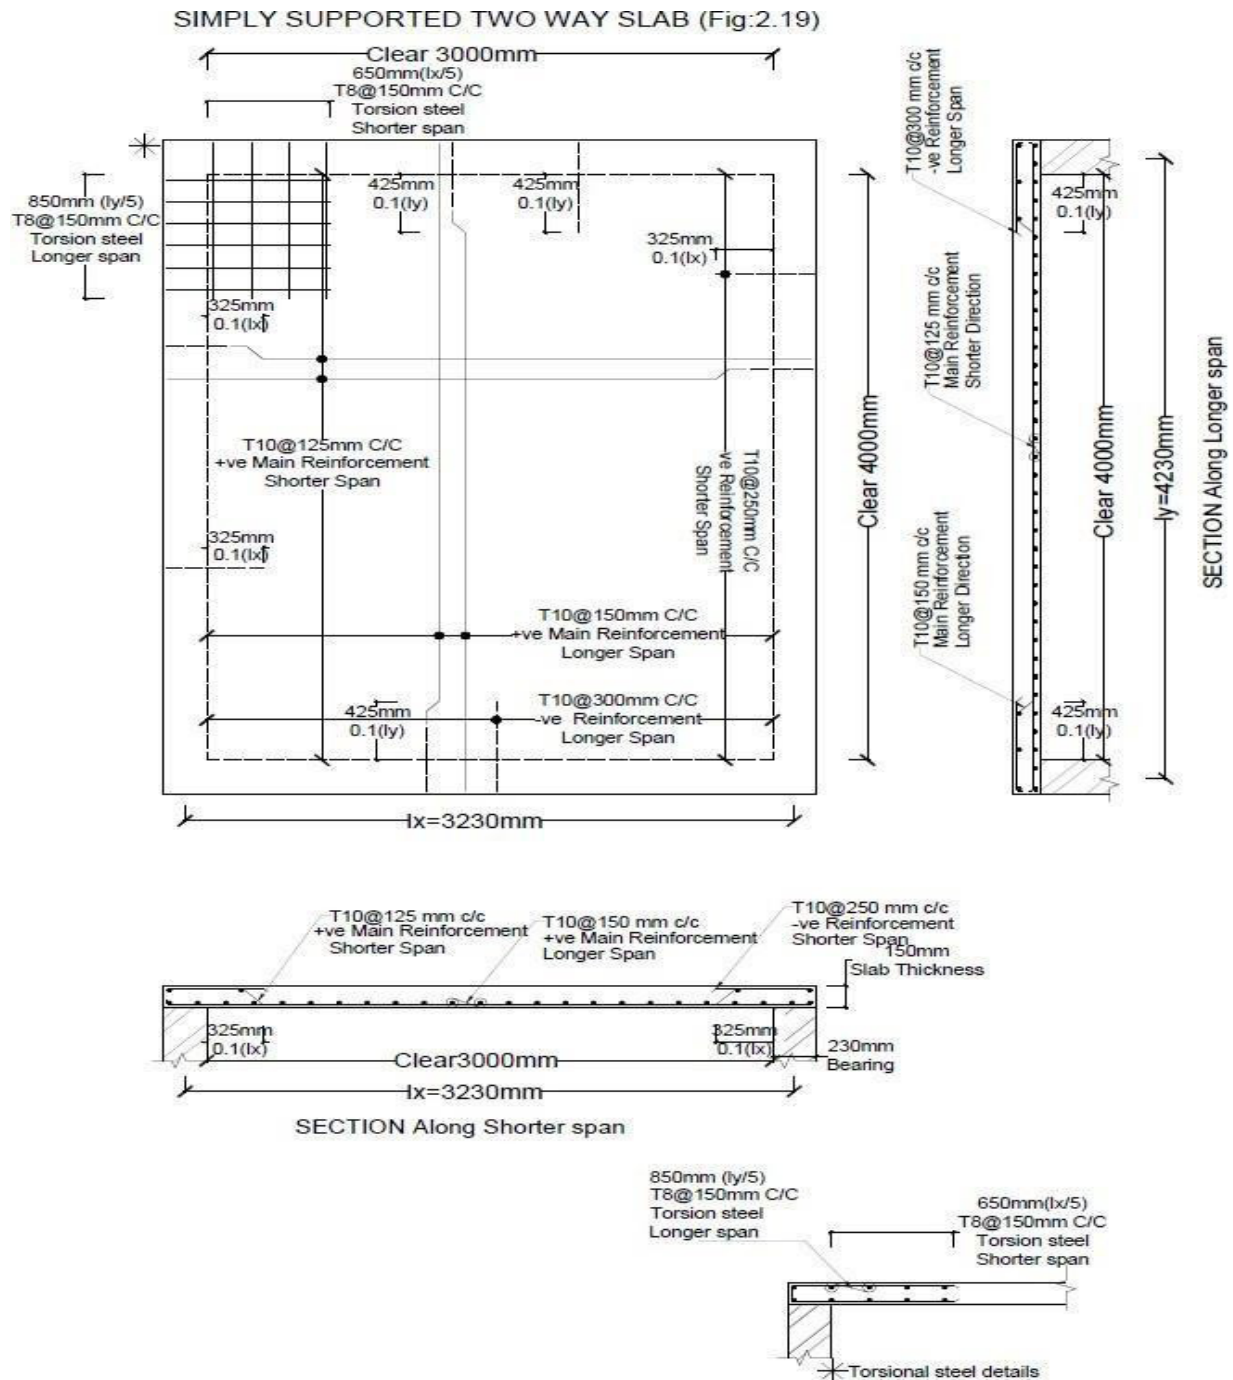 SIMPLY SUPPORTED TWO WAY SLAB (Fig:2.19)
Clear 3000mm
650mm(lx/5)
T8@150mm C/C
Torsion steel
Shorter span
850mm (ly/5)
T8@150mm C/C
Torsion steel
Longer span
425mm
0.1(ly)
425mm
0.1(ly)
325mm
0.1(lx)
325mm
0.1(lx)
T10@125mm C/C
+ve Main Reinforcement
Shorter Span
T10@250mm C/C
-ve Reinforcement
Shorter Span
325mm
0.1(lx)
T10@150mm C/C
+ve Main Reinforcement
Longer Span
T10@300mm C/C
-ve Reinforcement
Longer Span
425mm
0.1(ly)
lx=3230mm
Clear 4000mm
T10@300 mm c/c
-ve Reinforcement
Longer Span
425mm
0.1(ly)
T10@125 mm c/c
Main Reinforcement
Shorter Direction
Clear 4000mm
ly=4230mm
SECTION Along Longer span
T10@150 mm c/c
Main Reinforcement
Longer Direction
425mm
0.1(ly)
T10@125 mm c/c
+ve Main Reinforcement
Shorter Span
T10@150 mm c/c
+ve Main Reinforcement
Longer Span
T10@250 mm c/c
-ve Reinforcement
Shorter Span
150mm
Slab Thickness
325mm
0.1(lx)
325mm
0.1(lx)
230mm
Bearing
Clear3000mm
lx=3230mm
SECTION Along Shorter span
850mm (ly/5)
T8@150mm C/C
Torsion steel
Longer span
650mm(lx/5)
T8@150mm C/C
Torsion steel
Shorter span
Torsional steel details